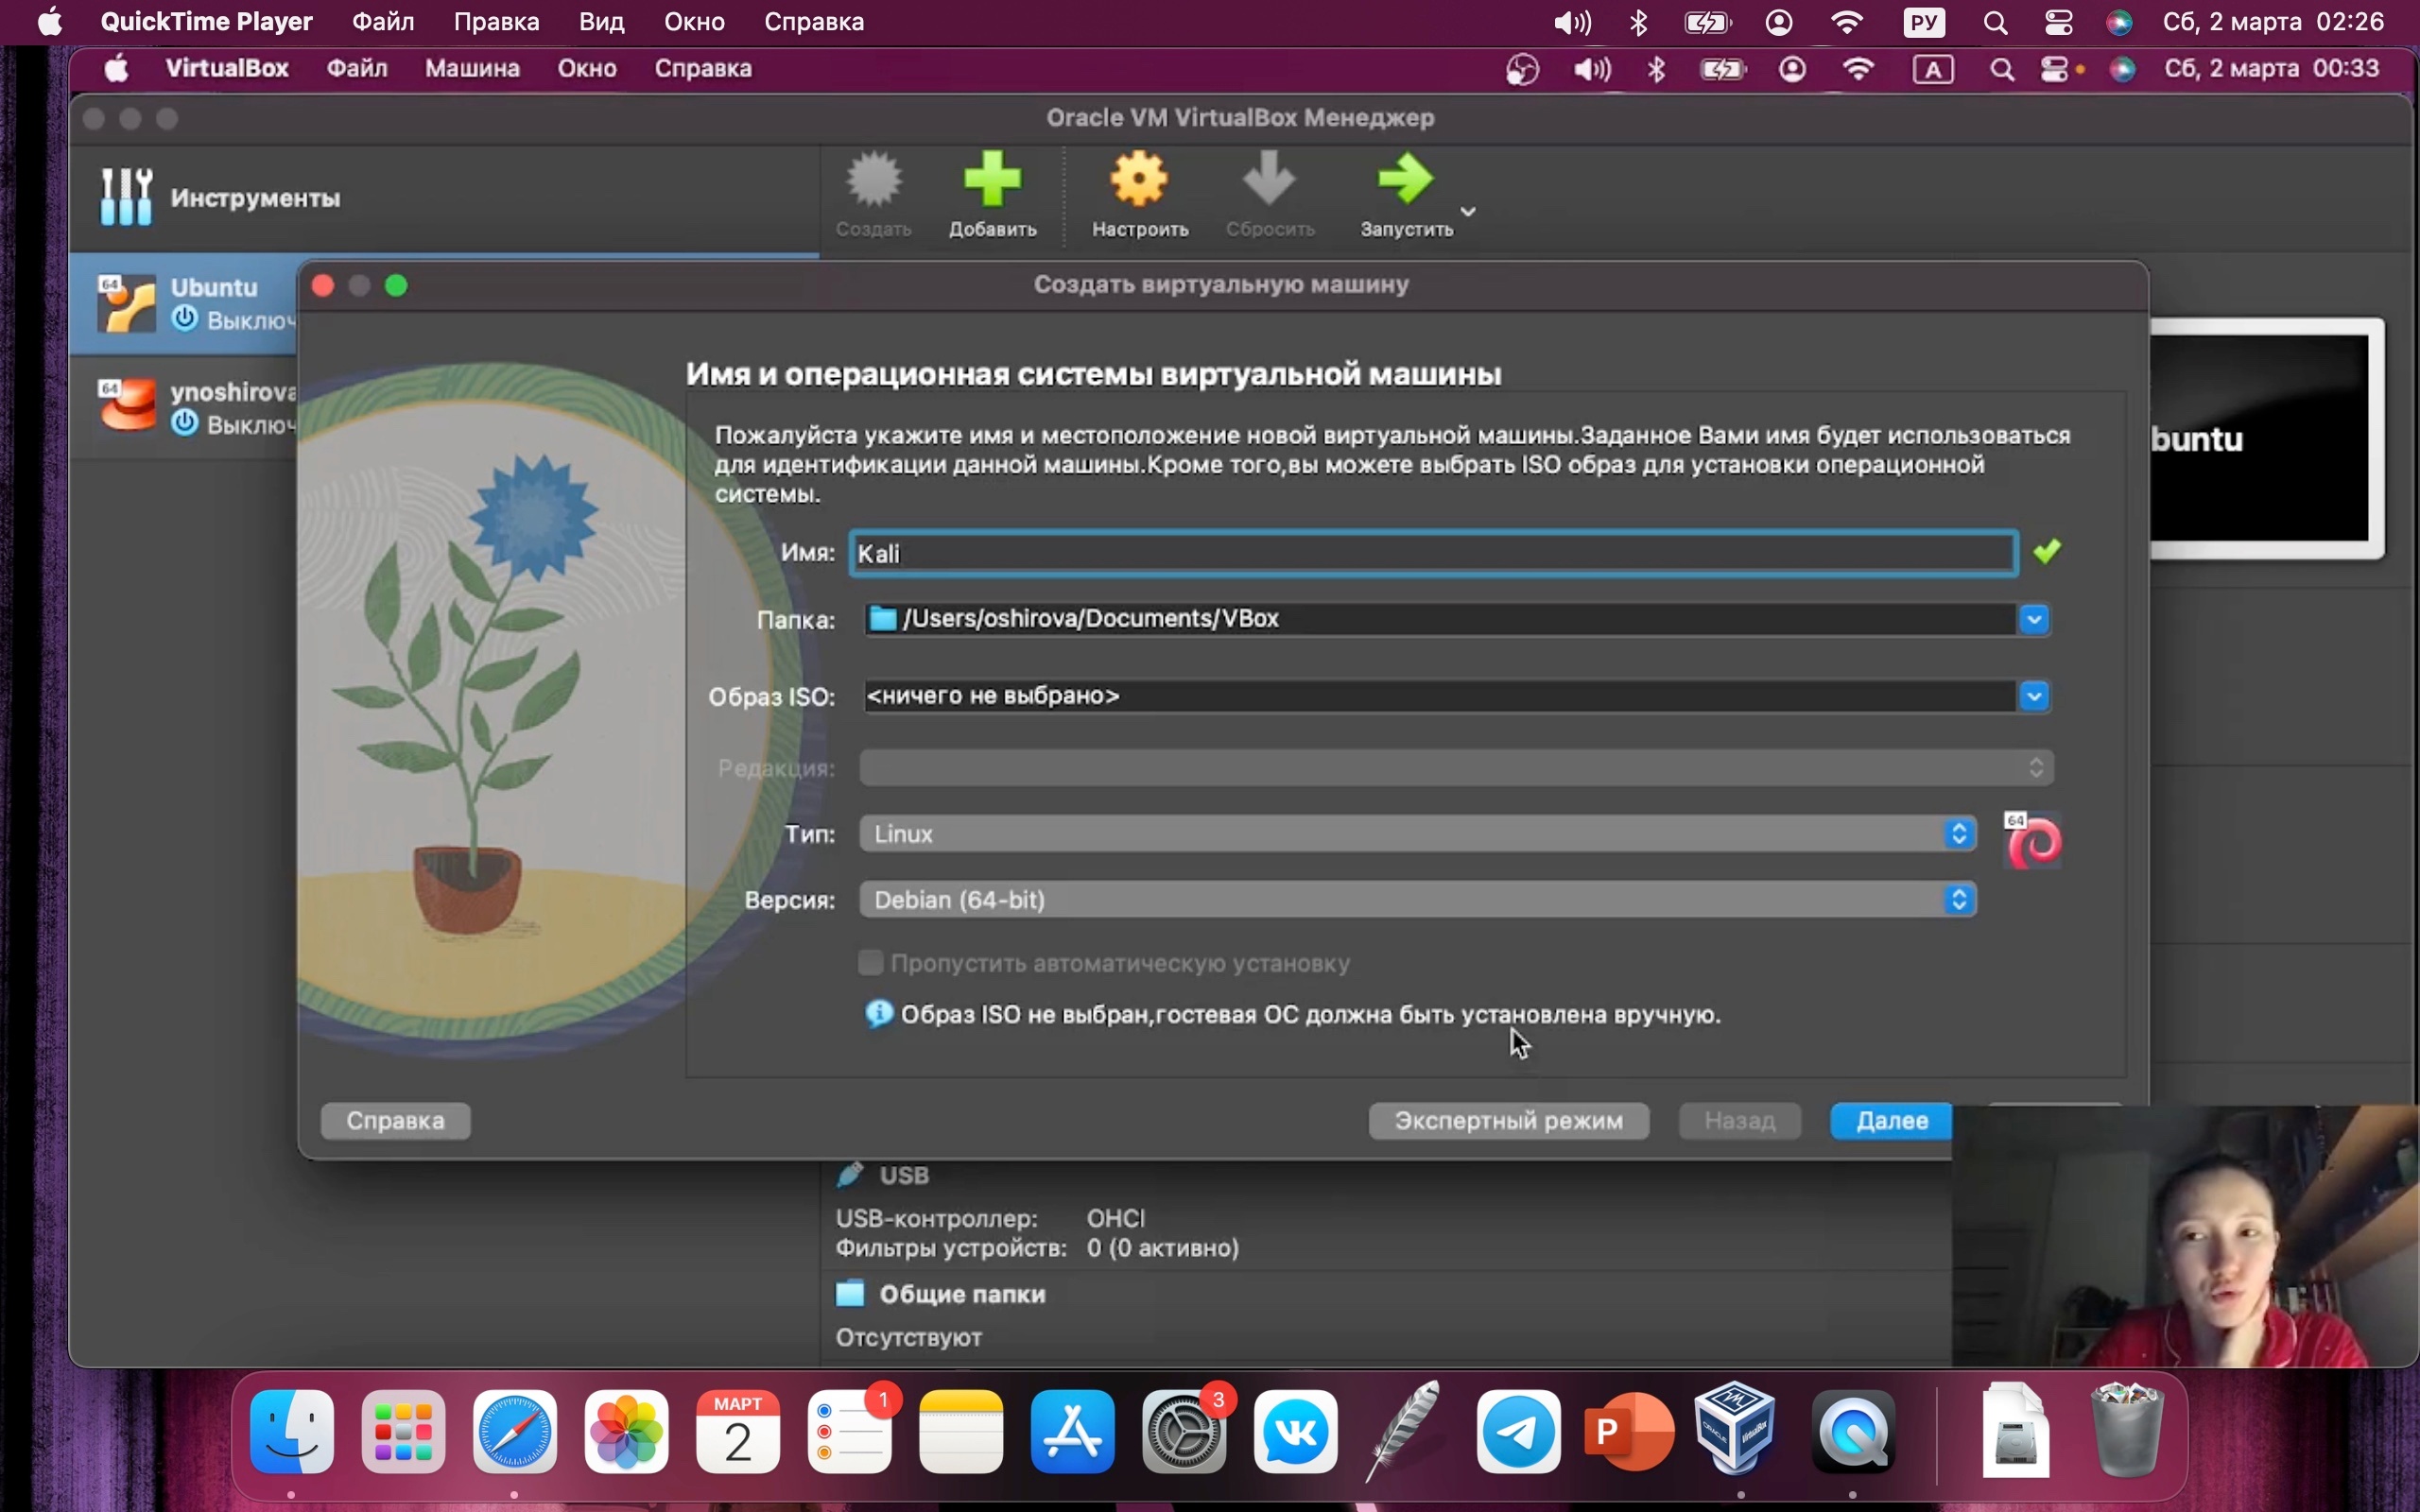 QuickTime Player Файл Правка Вид Окно Справка РУ Сб, 2 марта 02:26
VirtualBox Файл Машина Окно Справка A Сб, 2 марта 00:33
Oracle VM VirtualBox Менеджер
Инструменты
Создать Добавить Настроить Сбросить Запустить
64 Ubuntu
Выключ
64 ynoshirova
Выключ
Создать виртуальную машину
Имя и операционная системы виртуальной машины
Пожалуйста укажите имя и местоположение новой виртуальной машины.Заданное Вами имя будет использоваться
для идентификации данной машины.Кроме того,вы можете выбрать ISO образ для установки операционной
системы.
buntu
Имя: Kali
Папка: /Users/oshirova/Documents/VBox
Образ ISO: <ничего не выбрано>
Редакция:
Тип: Linux 64
Версия: Debian (64-bit)
Пропустить автоматическую установку
Образ ISO не выбран,гостевая ОС должна быть установлена вручную.
Справка Экспертный режим Назад Далее
USB
USB-контроллер: OHCI
Фильтры устройств: 0 (0 активно)
Общие папки
Отсутствуют
МАРТ
2
1
3
P